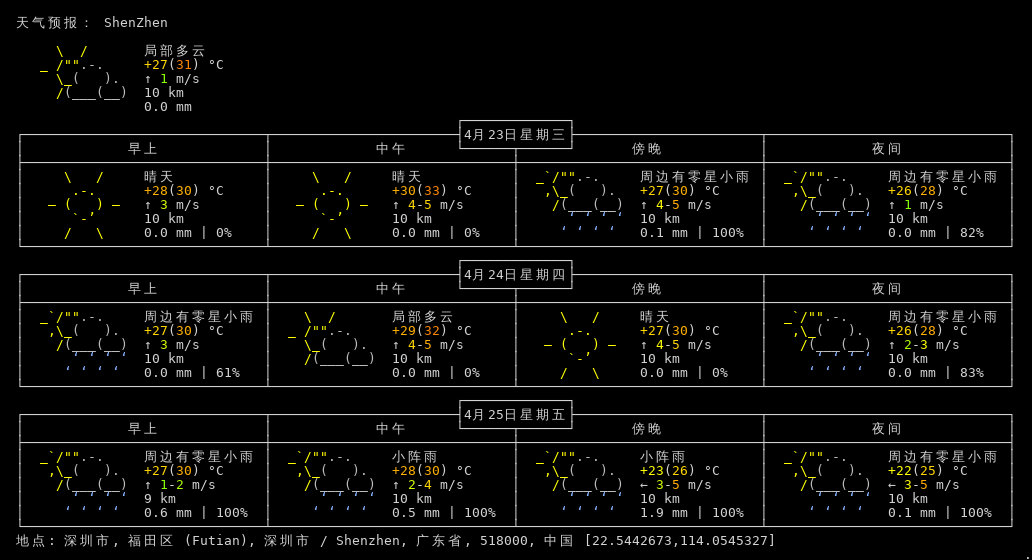 天气预报： ShenZhen
局部多云
+27(31) °C
↑ 1 m/s
10 km
0.0 mm
4月23日星期三
早上 中午 傍晚 夜间
晴天 晴天 周边有零星小雨 周边有零星小雨
+28(30) °C +30(33) °C +27(30) °C +26(28) °C
↑ 3 m/s ↑ 4-5 m/s ↑ 4-5 m/s ↑ 1 m/s
10 km 10 km 10 km 10 km
0.0 mm | 0% 0.0 mm | 0% 0.1 mm | 100% 0.0 mm | 82%
4月24日星期四
早上 中午 傍晚 夜间
周边有零星小雨 局部多云 晴天 周边有零星小雨
+27(30) °C +29(32) °C +27(30) °C +26(28) °C
↑ 3 m/s ↑ 4-5 m/s ↑ 4-5 m/s ↑ 2-3 m/s
10 km 10 km 10 km 10 km
0.0 mm | 61% 0.0 mm | 0% 0.0 mm | 0% 0.0 mm | 83%
4月25日星期五
早上 中午 傍晚 夜间
周边有零星小雨 小阵雨 小阵雨 周边有零星小雨
+27(30) °C +28(30) °C +23(26) °C +22(25) °C
↑ 1-2 m/s ↑ 2-4 m/s ← 3-5 m/s ← 3-5 m/s
9 km 10 km 10 km 10 km
0.6 mm | 100% 0.5 mm | 100% 1.9 mm | 100% 0.1 mm | 100%
地点: 深圳市, 福田区 (Futian), 深圳市 / Shenzhen, 广东省, 518000, 中国 [22.5442673,114.0545327]